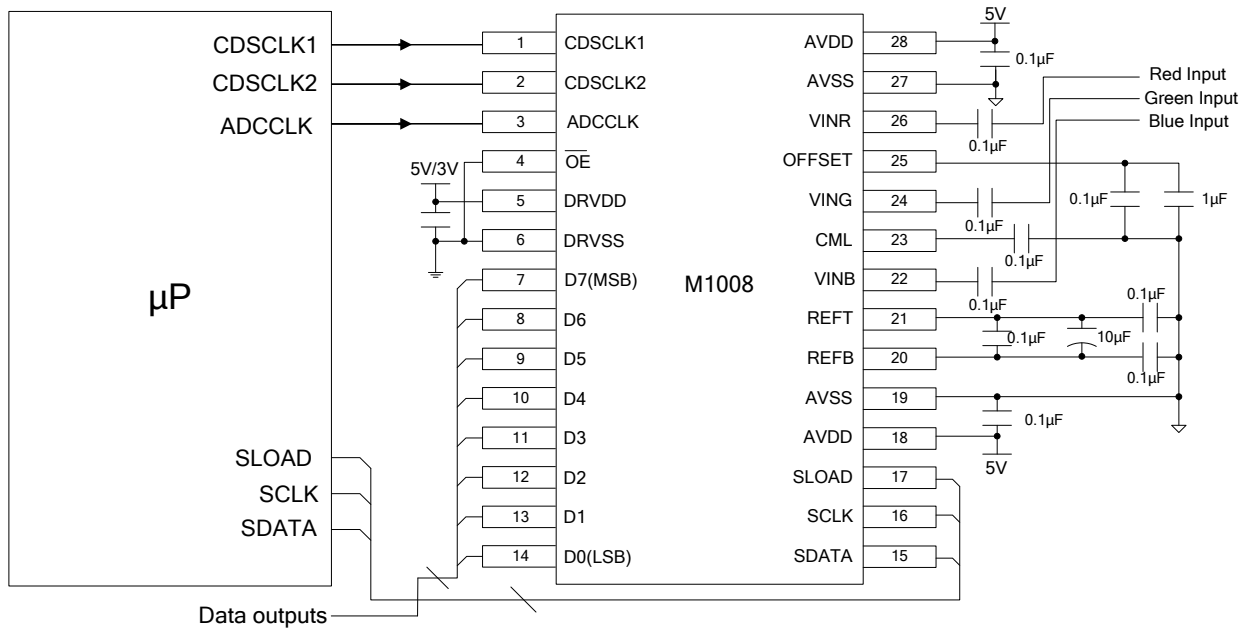 CDSCLK1
CDSCLK2
ADCCLK
µP
SLOAD
SCLK
SDATA
Data outputs
5V/3V
1 CDSCLK1
2 CDSCLK2
3 ADCCLK
4 OE
5 DRVDD
6 DRVSS
7 D7(MSB)
8 D6
9 D5
10 D4
11 D3
12 D2
13 D1
14 D0(LSB)
M1008
AVDD 28
AVSS 27
VINR 26
OFFSET 25
VING 24
CML 23
VINB 22
REFT 21
REFB 20
AVSS 19
AVDD 18
SLOAD 17
SCLK 16
SDATA 15
5V
0.1µF
Red Input
Green Input
Blue Input
0.1µF
0.1µF
1µF
0.1µF
0.1µF
0.1µF
0.1µF
0.1µF
10µF
0.1µF
0.1µF
5V